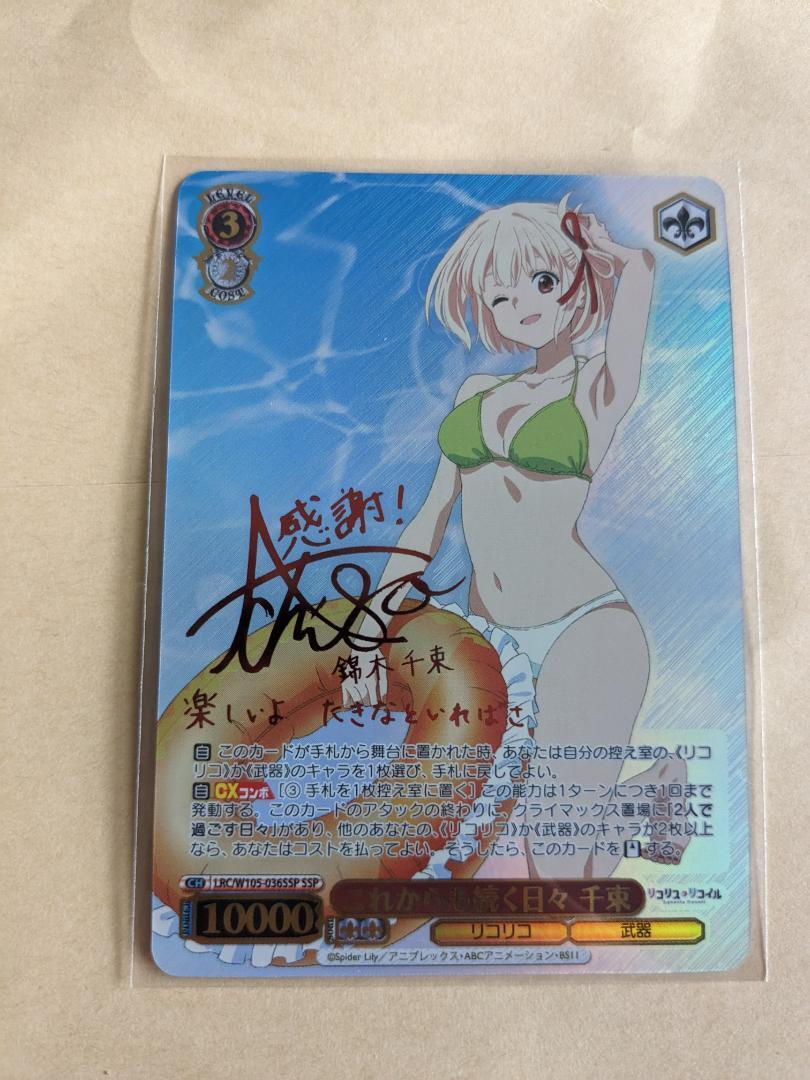 LEVEL
3
2
COST
感謝!
錦木千束
楽しいよ たきなといればさ
自 このカードが手札から舞台に置かれた時、あなたは自分の控え室の、《リコ
リコ》か《武器》のキャラを1枚選び、手札に戻してよい。
自 CXコンボ [③ 手札を1枚控え室に置く] この能力は1ターンにつき1回まで
発動する。このカードのアタックの終わりに、クライマックス置場に「2人で
過ごす日々」があり、他のあなたの、《リコリコ》か《武器》のキャラが2枚以上
なら、あなたはコストを払ってよい。そうしたら、このカードを する。
CH LRC/W105-036SSP SSP
これからも続く日々 千束
リコリス・リコイル
POWER 10000 SOUL
リコリコ 武器
©Spider Lily/アニプレックス・ABCアニメーション・BS11